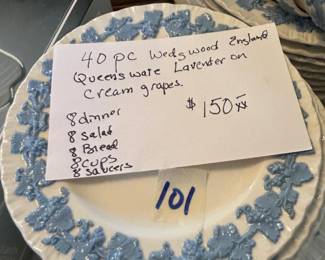 40 pc Wedgwood England
Queensware Lavender on
Cream grapes.
$150 xx
8 dinner
8 salad
8 Bread
8 cups
8 saucers
101